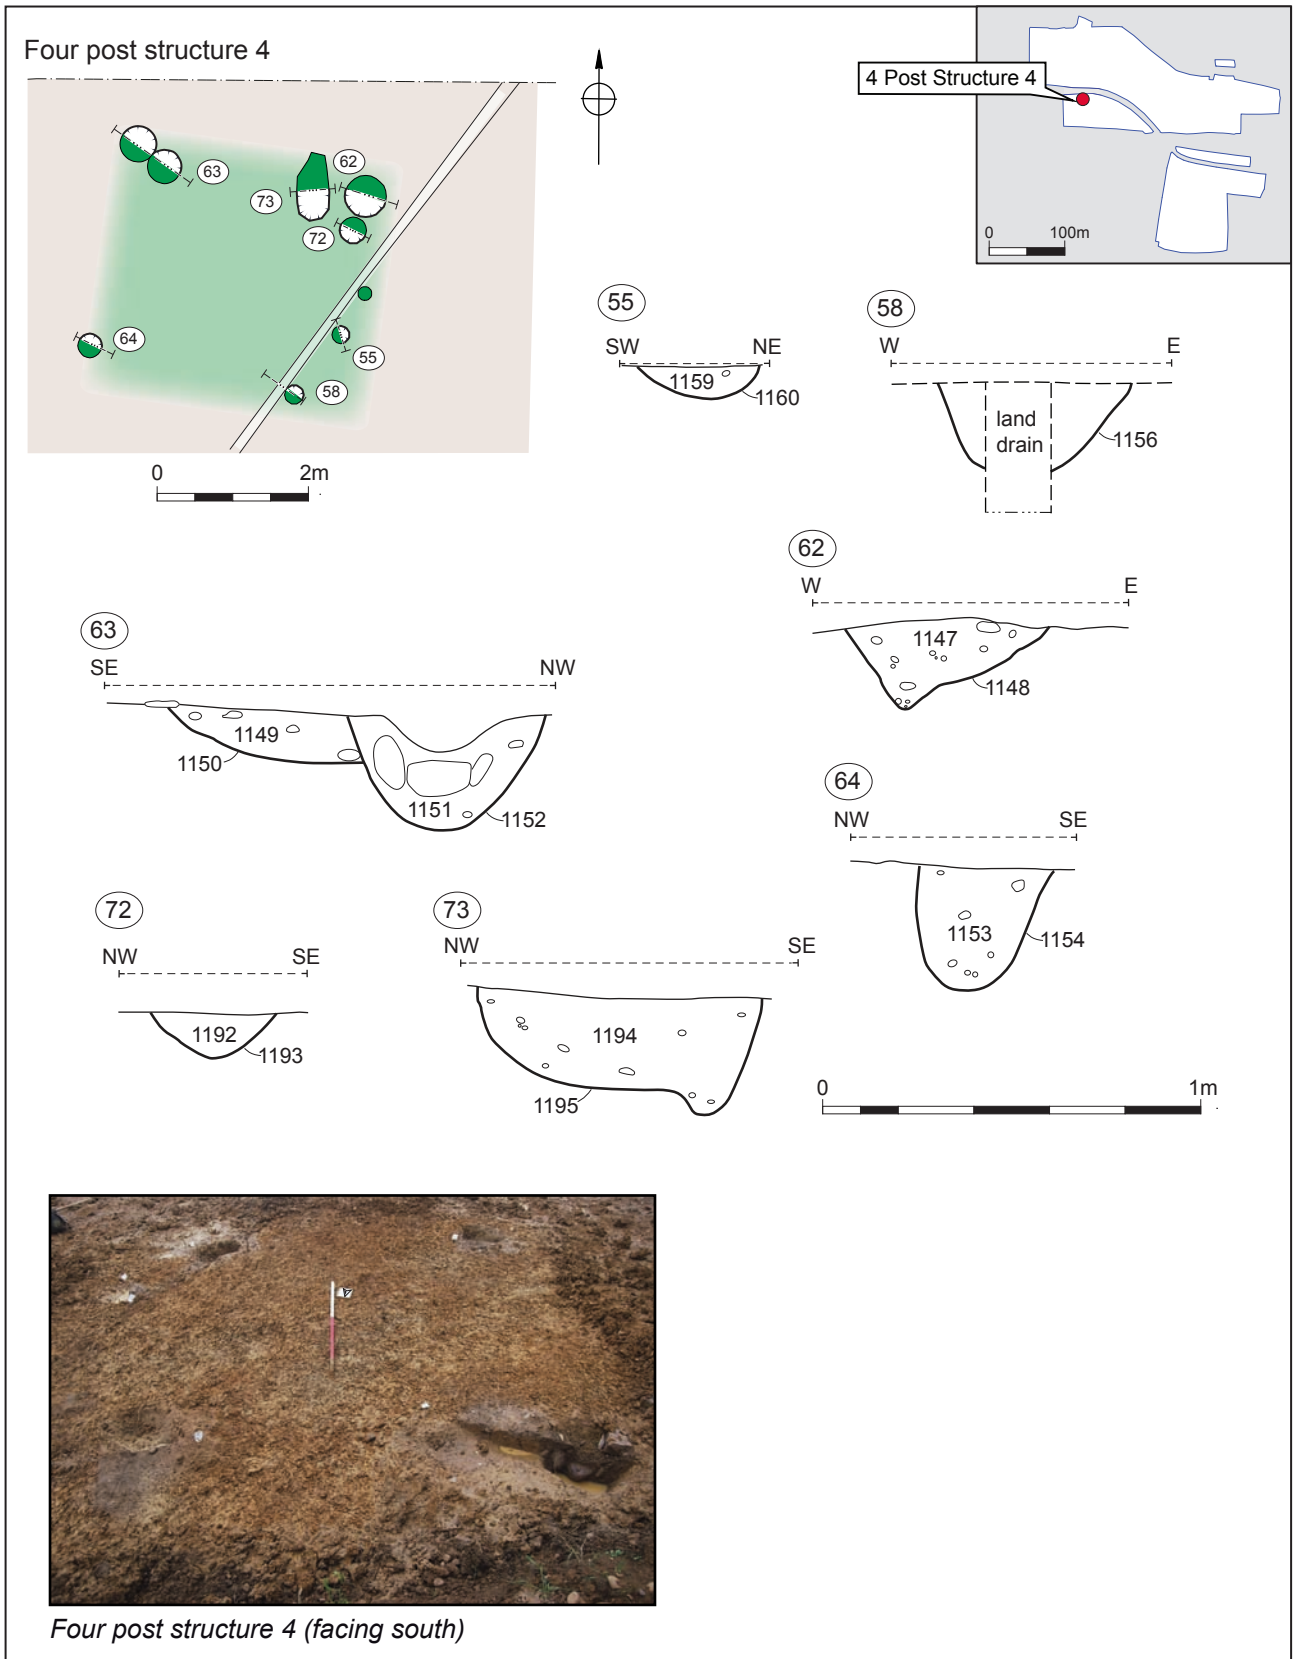 Four post structure 4
4 Post Structure 4
0 100m
63
73
62
72
64
55
58
0 2m
55
SW NE
1159
1160
58
W E
land
drain
1156
62
W E
1147
1148
63
SE NW
1149
1150
1151
1152
64
NW SE
1153
1154
72
NW SE
1192
1193
73
NW SE
1194
1195
0 1m
Four post structure 4 (facing south)